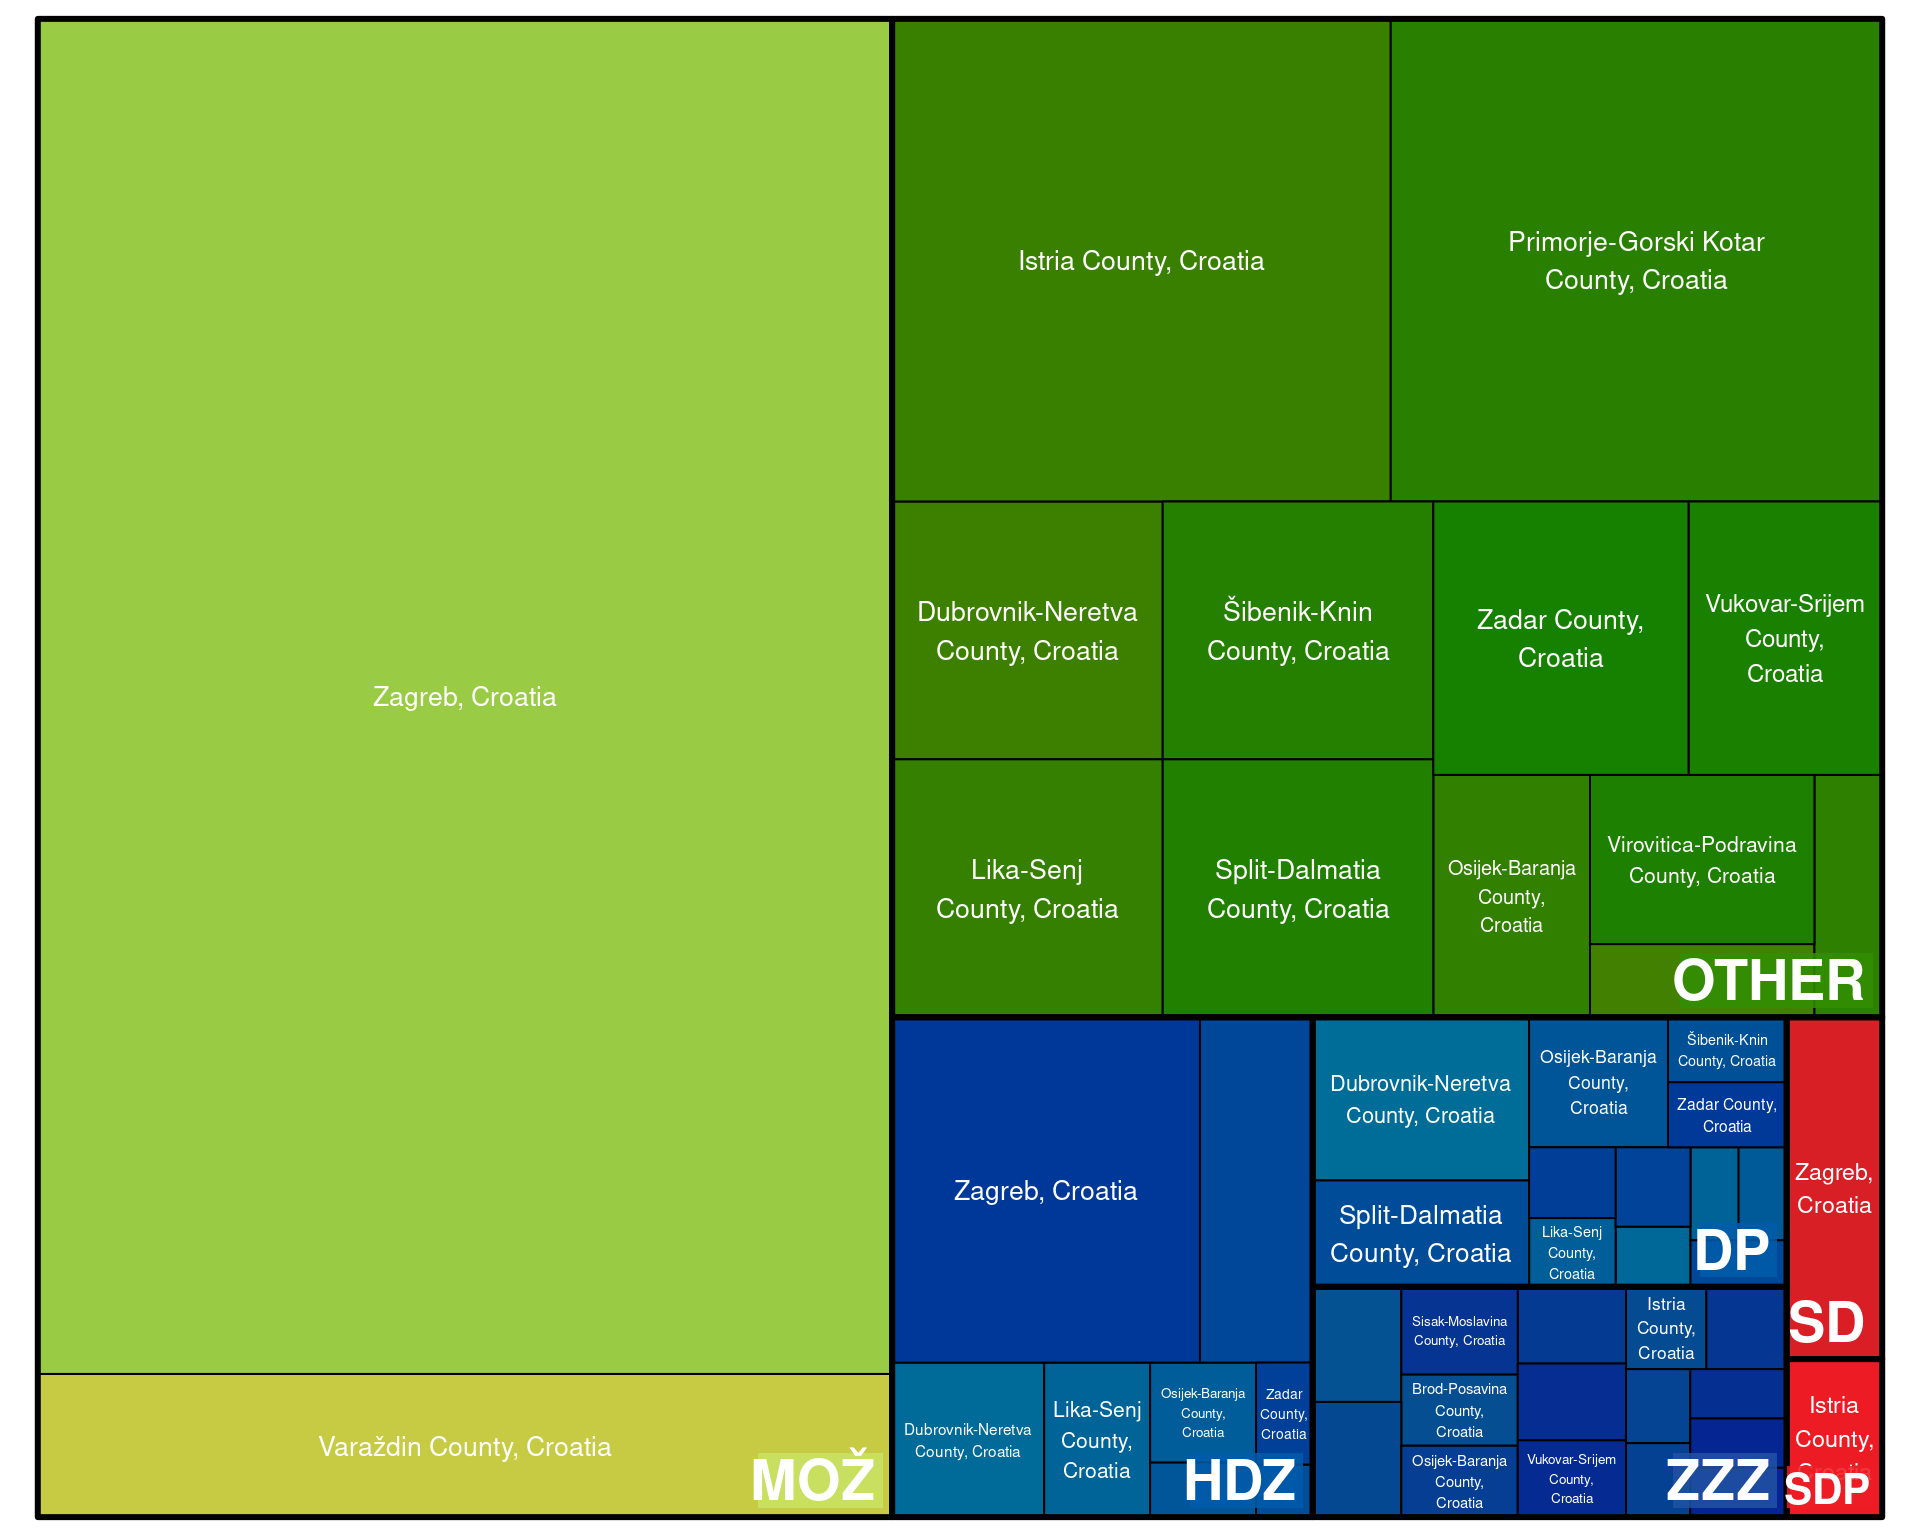 Zagreb, Croatia
Varaždin County, Croatia
MOŽ
Istria County, Croatia
Primorje-Gorski Kotar
County, Croatia
Dubrovnik-Neretva
County, Croatia
Šibenik-Knin
County, Croatia
Zadar County,
Croatia
Vukovar-Srijem
County,
Croatia
Lika-Senj
County, Croatia
Split-Dalmatia
County, Croatia
Osijek-Baranja
County,
Croatia
Virovitica-Podravina
County, Croatia
OTHER
Zagreb, Croatia
Dubrovnik-Neretva
County, Croatia
Lika-Senj
County,
Croatia
Osijek-Baranja
County,
Croatia
Zadar
County,
Croatia
HDZ
Dubrovnik-Neretva
County, Croatia
Split-Dalmatia
County, Croatia
Osijek-Baranja
County,
Croatia
Šibenik-Knin
County, Croatia
Zadar County,
Croatia
Lika-Senj
County,
Croatia
DP
Sisak-Moslavina
County, Croatia
Brod-Posavina
County,
Croatia
Osijek-Baranja
County,
Croatia
Vukovar-Srijem
County,
Croatia
Istria
County,
Croatia
ZZZ
Zagreb,
Croatia
SD
Istria
County,
Croatia
SDP